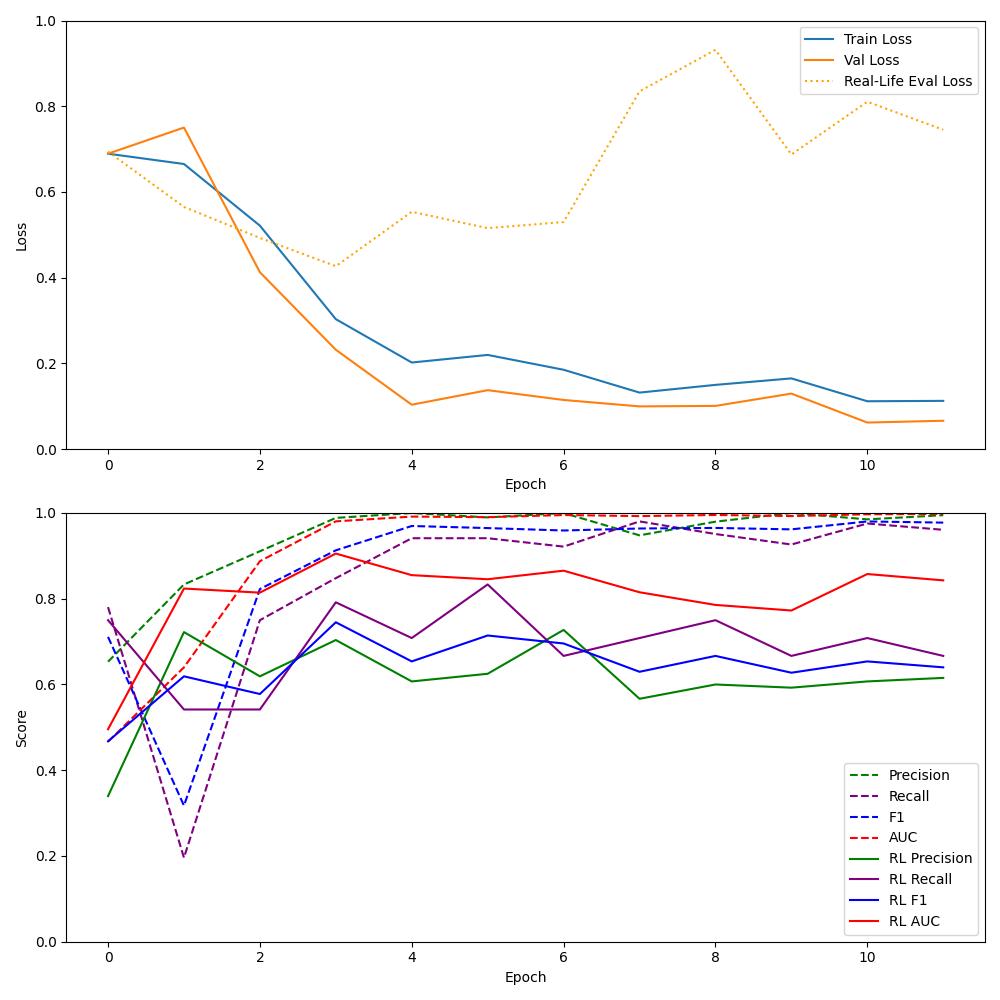 1.0
0.8
0.6
0.4
0.2
0.0
Loss
Train Loss
Val Loss
Real-Life Eval Loss
0 2 4 6 8 10
Epoch
1.0
0.8
0.6
0.4
0.2
0.0
Score
Precision
Recall
F1
AUC
RL Precision
RL Recall
RL F1
RL AUC
0 2 4 6 8 10
Epoch